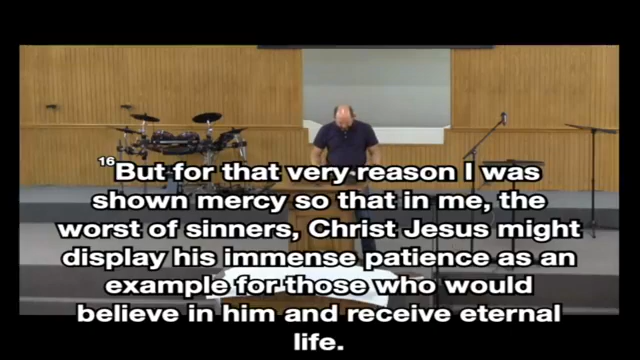 16But for that very reason I was
shown mercy so that in me, the
worst of sinners, Christ Jesus might
display his immense patience as an
example for those who would
believe in him and receive eternal
life.